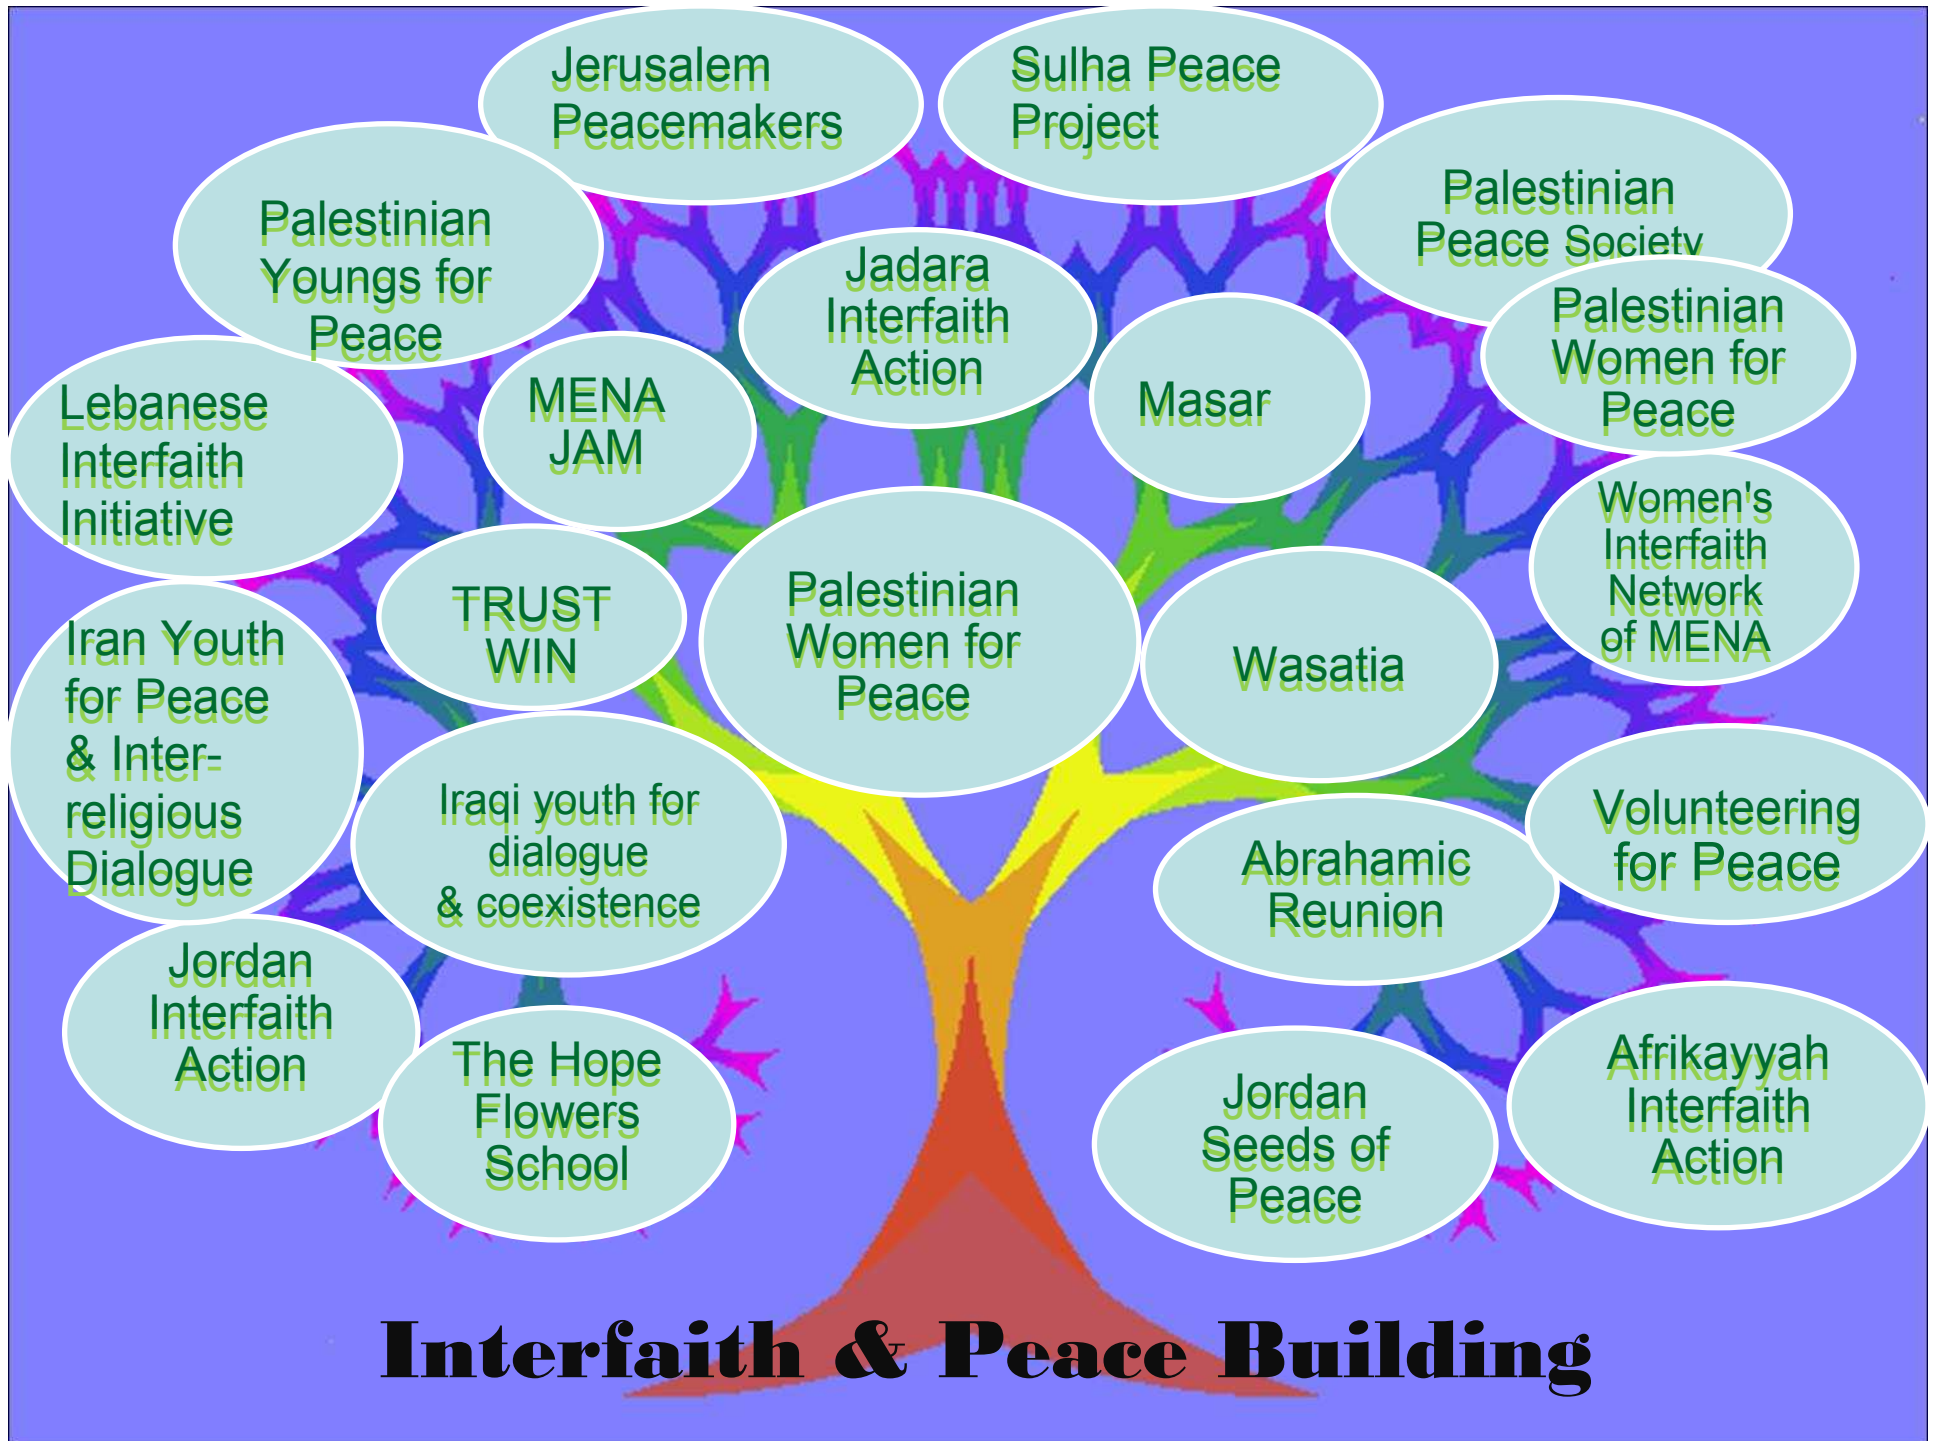 Jerusalem
Peacemakers
Sulha Peace
Project
Palestinian
Youngs for
Peace
Palestinian
Peace Society
Jadara
Interfaith
Action
Palestinian
Women for
Peace
Lebanese
Interfaith
Initiative
MENA
JAM
Masar
Women's
Interfaith
Network
of MENA
TRUST
WIN
Palestinian
Women for
Peace
Wasatia
Iran Youth
for Peace
& Inter-
religious
Dialogue
Iraqi youth for
dialogue
& coexistence
Abrahamic
Reunion
Volunteering
for Peace
Jordan
Interfaith
Action
The Hope
Flowers
School
Jordan
Seeds of
Peace
Afrikayyah
Interfaith
Action
Interfaith & Peace Building